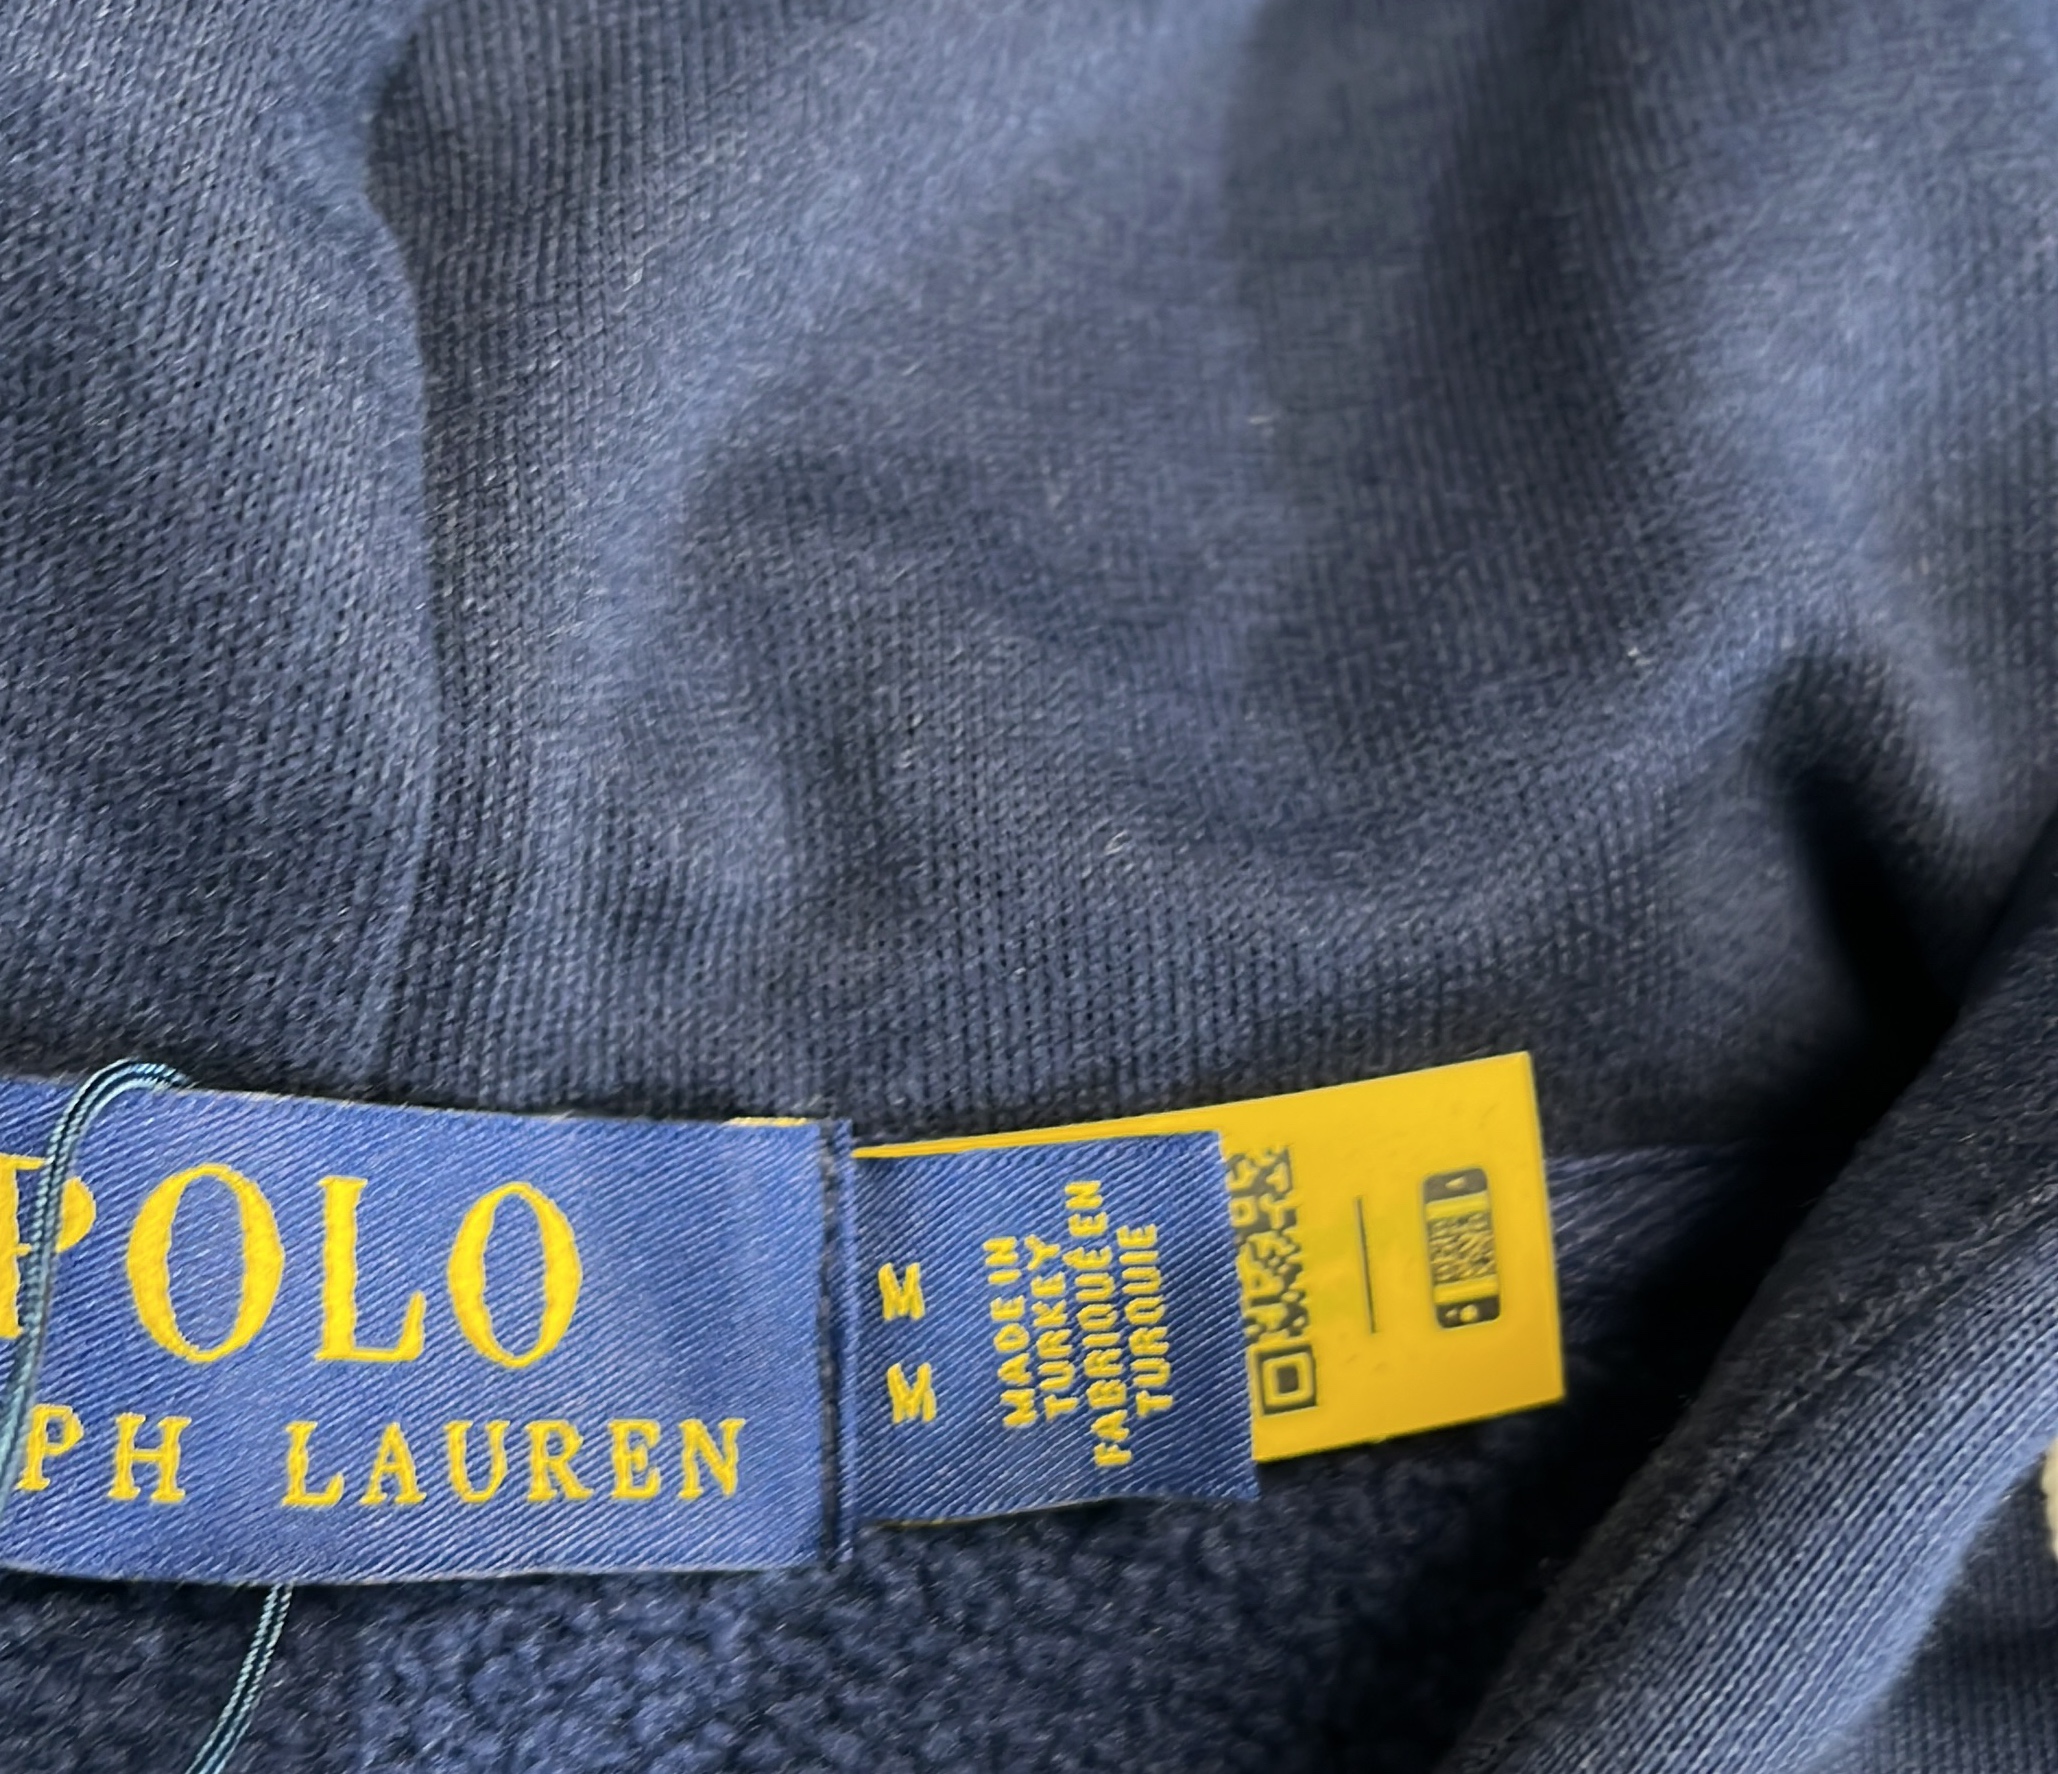 POLO
PH LAUREN
M
M
MADE IN
TURKEY
FABRIQUÉ EN
TURQUIE